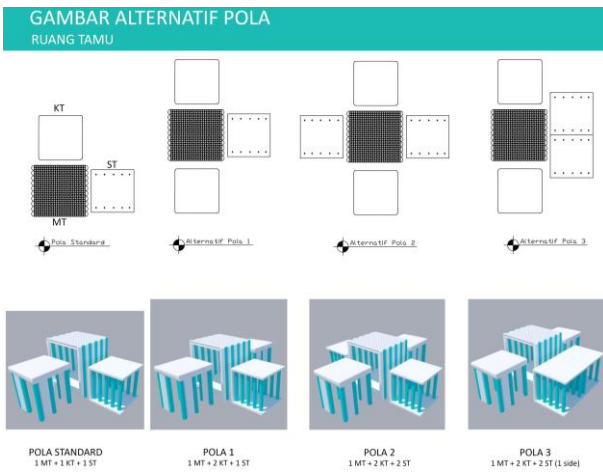 GAMBAR ALTERNATIF POLA
RUANG TAMU
KT
ST
MT
Pola Standard
Alternatif Pola 1
Alternatif Pola 2
Alternatif Pola 3
POLA STANDARD
1 MT + 1 KT + 1 ST
POLA 1
1 MT + 2 KT + 1 ST
POLA 2
1 MT + 2 KT + 2 ST
POLA 3
1 MT + 2 KT + 2 ST (1 side)